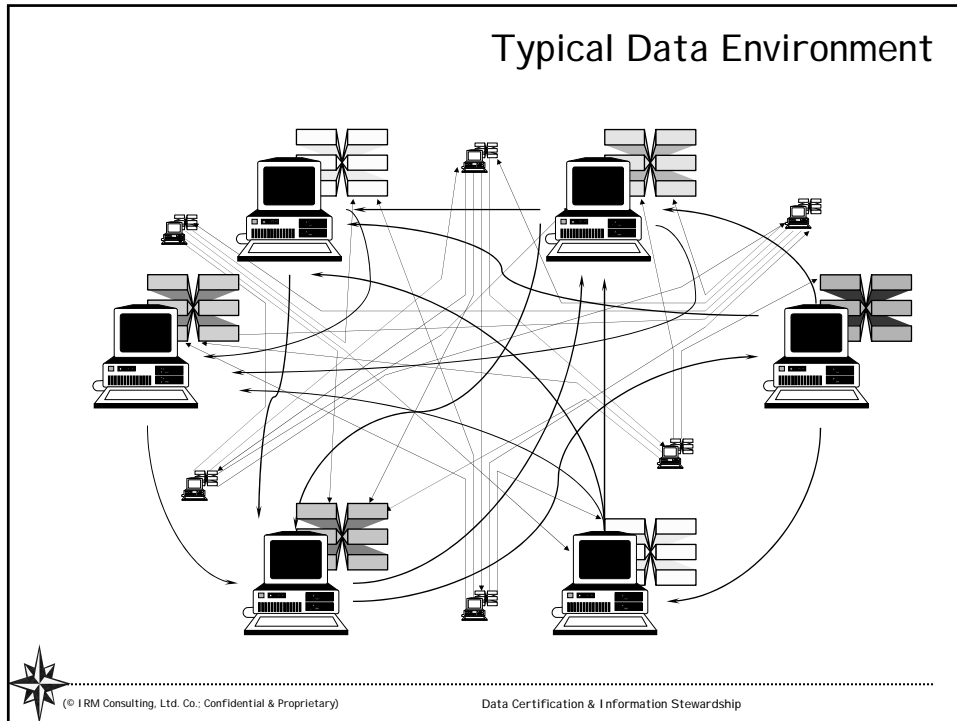 Typical Data Environment
(© IRM Consulting, Ltd. Co.; Confidential & Proprietary)
Data Certification & Information Stewardship